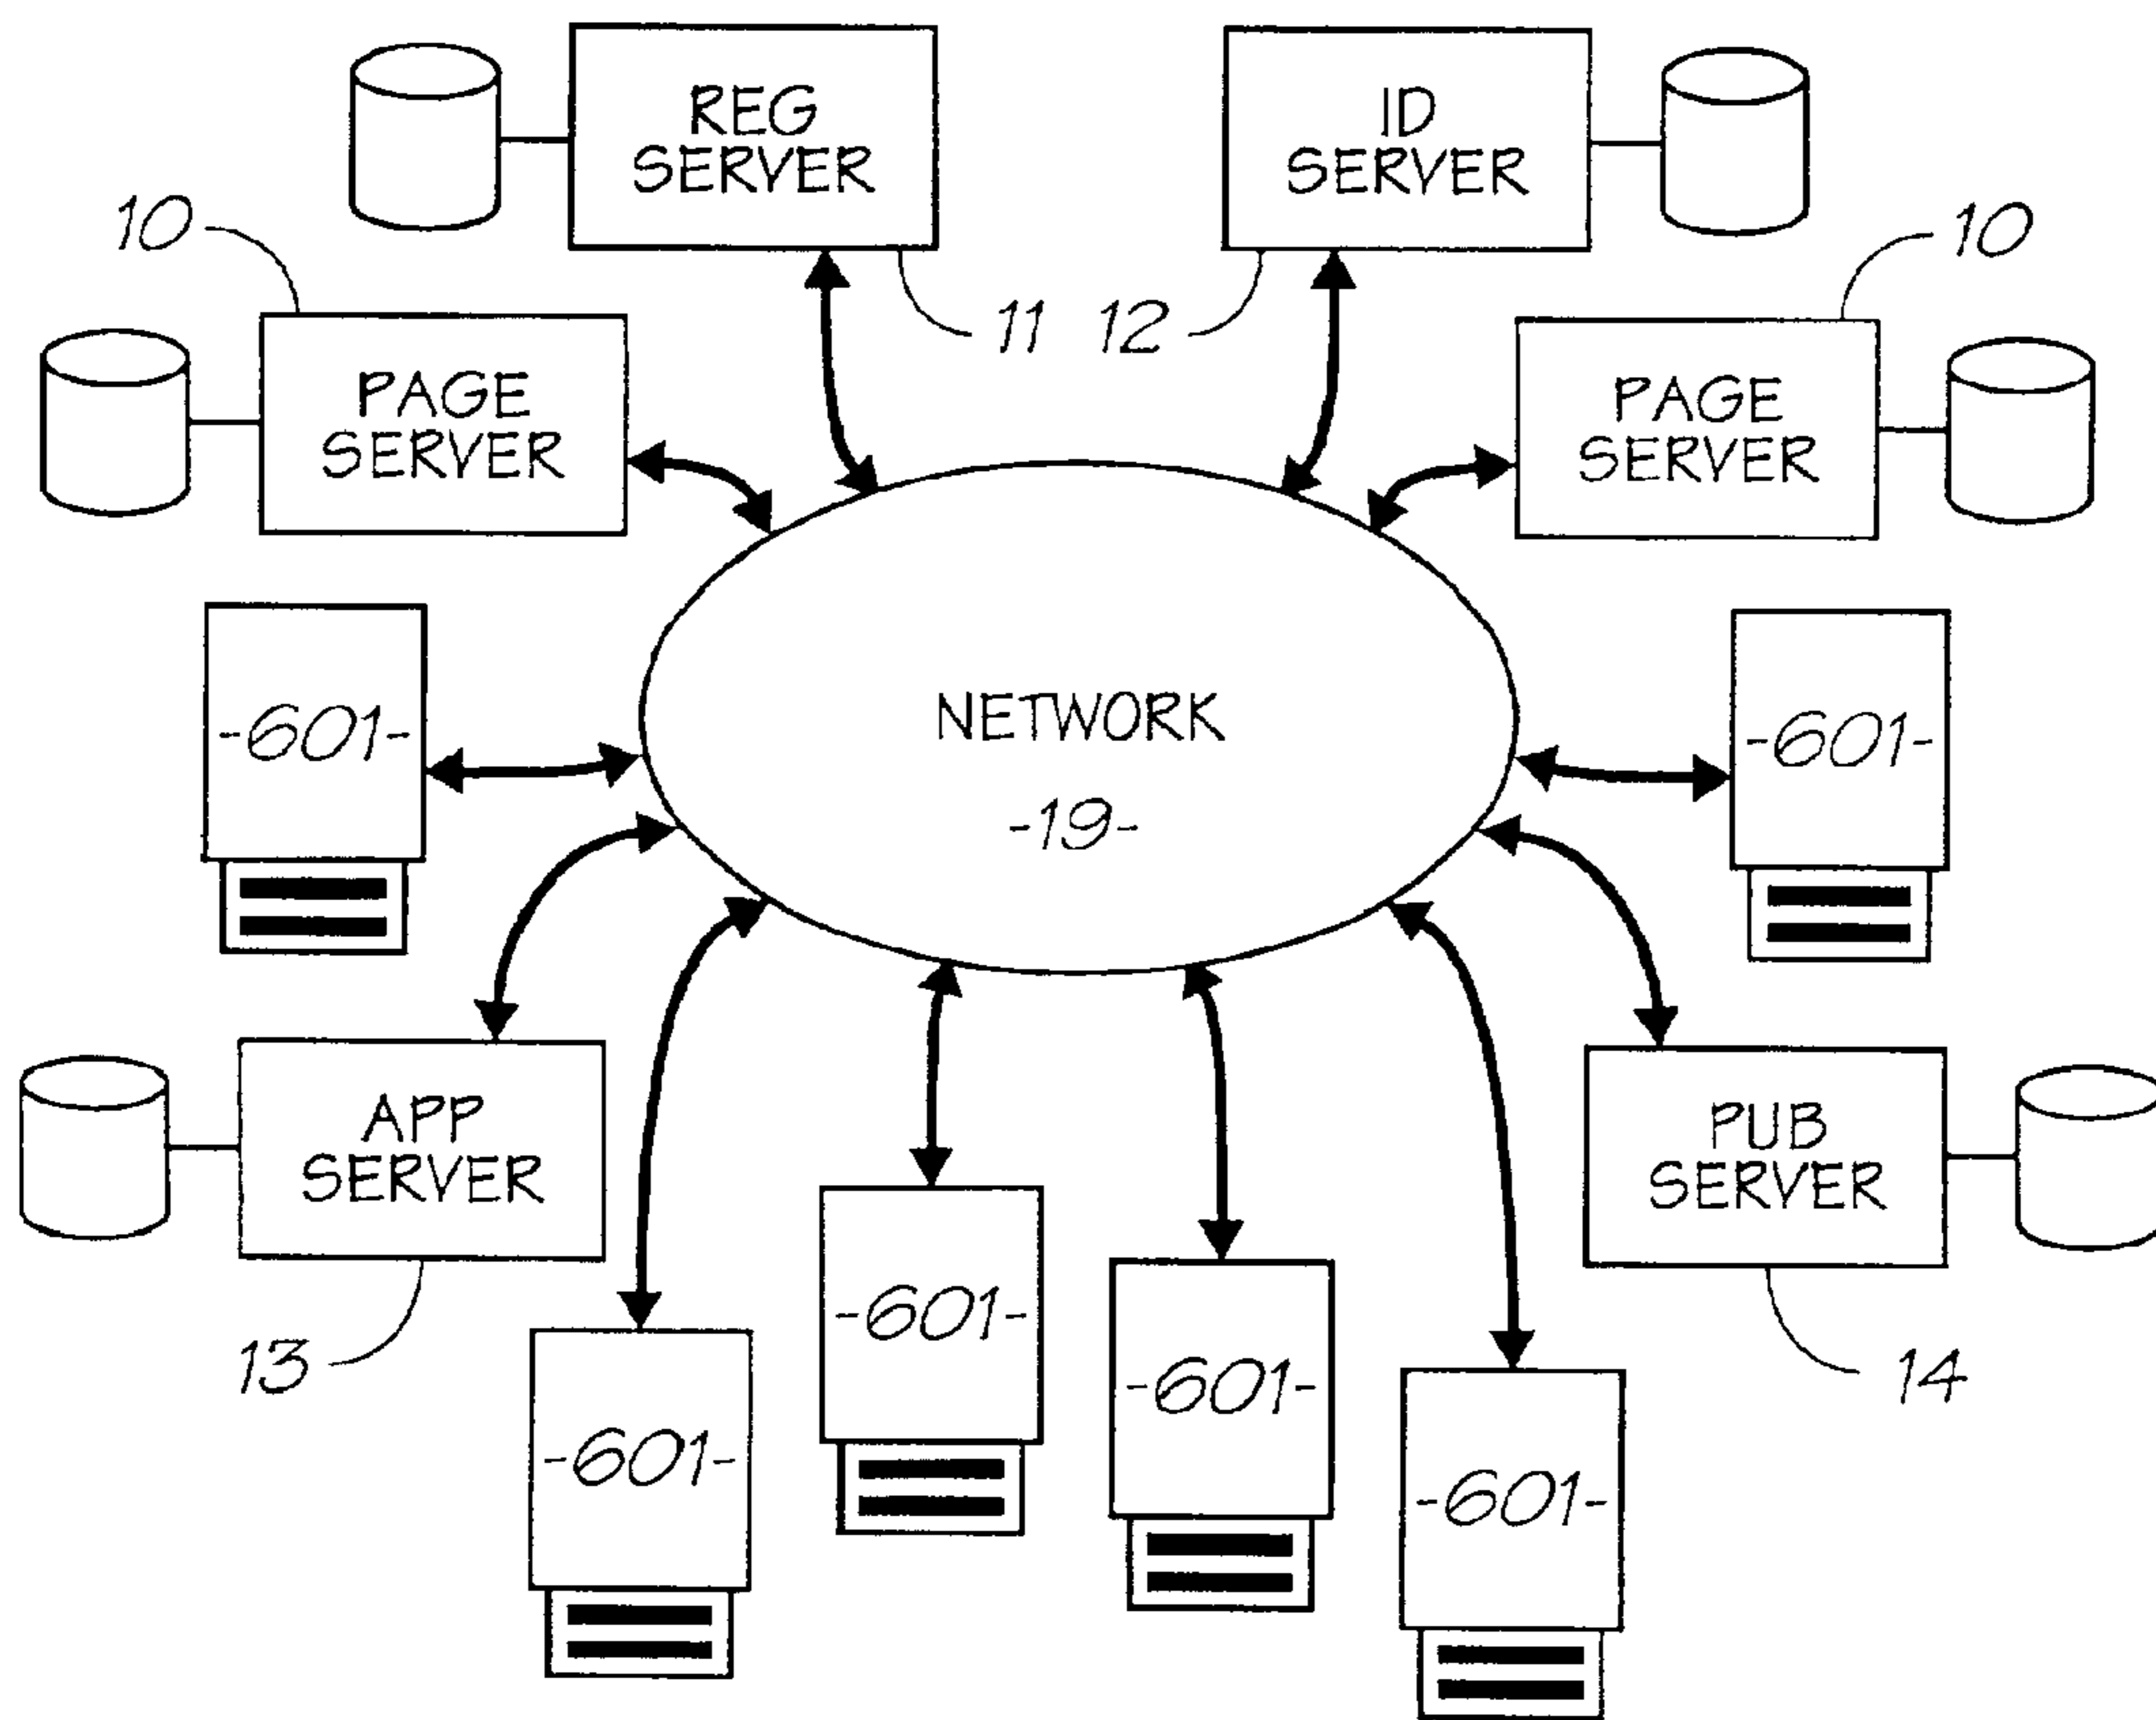 REG
SERVER
ID
SERVER
10
10
11
12
PAGE
SERVER
PAGE
SERVER
-601-
NETWORK
-19-
-601-
APP
SERVER
PUB
SERVER
13
-601-
-601-
-601-
-601-
14